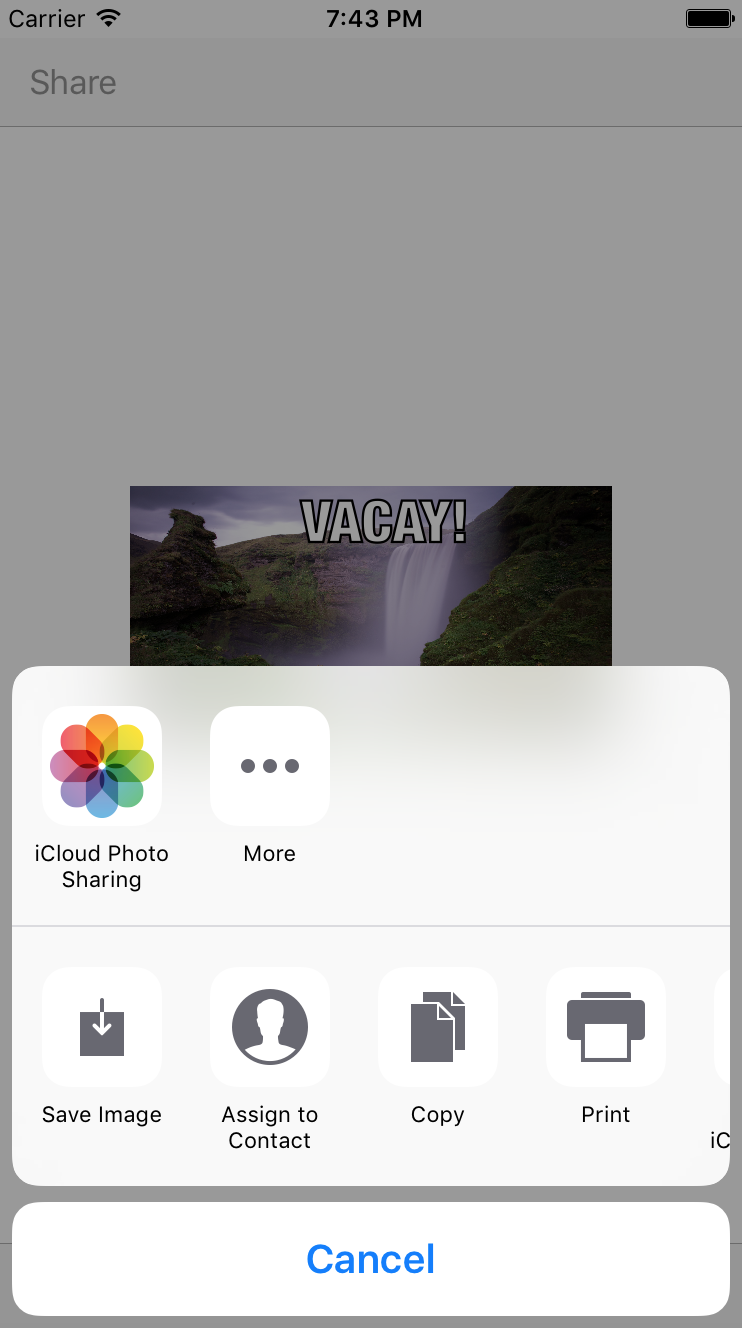 Carrier 7:43 PM
Share
VACAY!
iCloud Photo
Sharing
More
Save Image
Assign to
Contact
Copy
Print
iC
Cancel